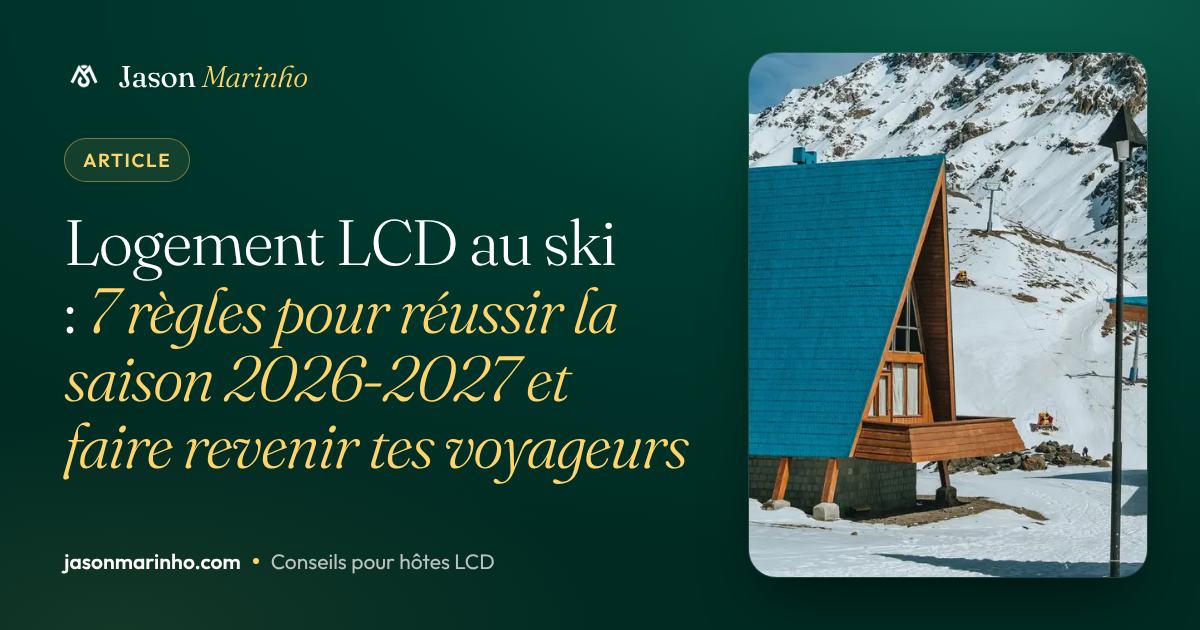 Jason Marinho
ARTICLE
Logement LCD au ski
: 7 règles pour réussir la
saison 2026-2027 et
faire revenir tes voyageurs
jasonmarinho.com • Conseils pour hôtes LCD